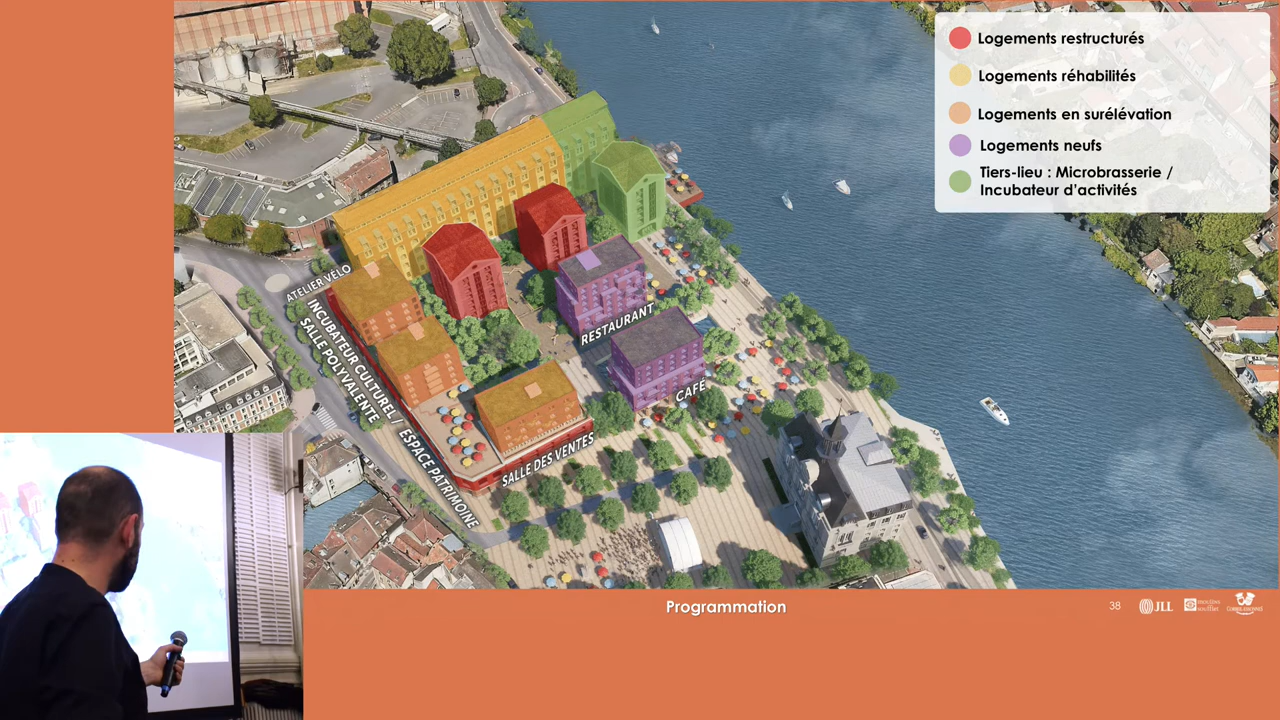 Logements restructurés
Logements réhabilités
Logements en surélévation
Logements neufs
Tiers-lieu : Microbrasserie /
Incubateur d'activités
ATELIER VÉLO
INCUBATEUR CULTUREL / ESPACE PATRIMOINE
SALLE POLYVALENTE
RESTAURANT
CAFÉ
SALLE DES VENTES
Programmation
38
JLL